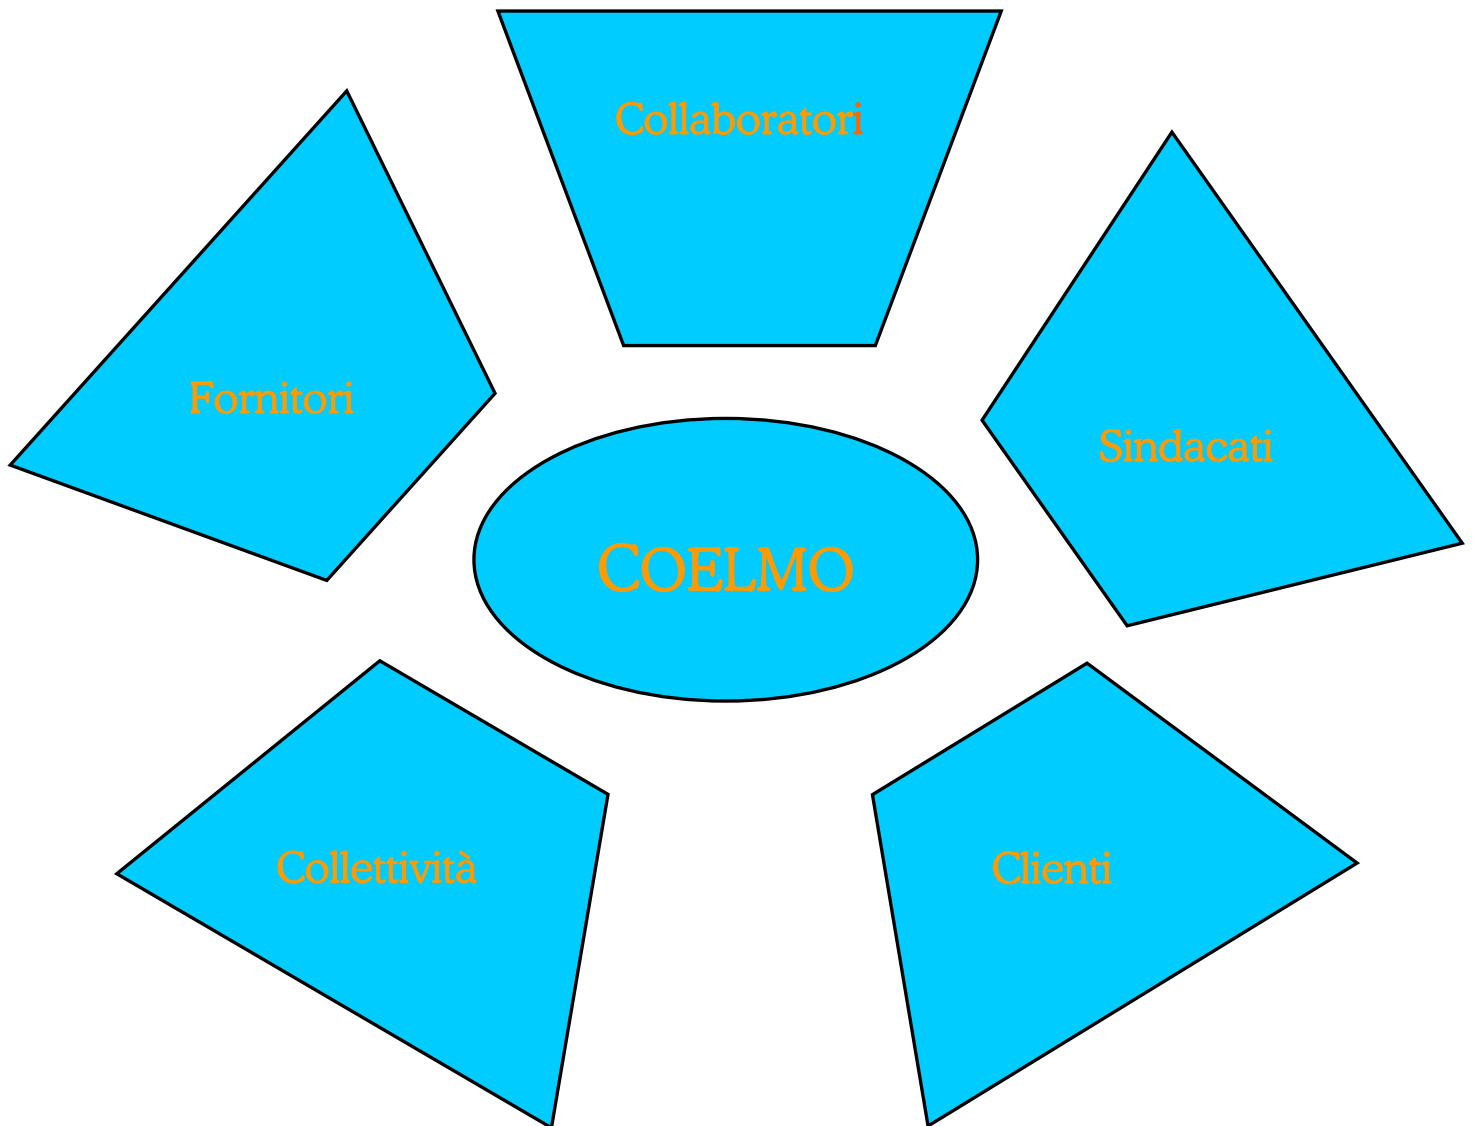 Collaboratori
Fornitori
Sindacati
COELMO
Collettività
Clienti